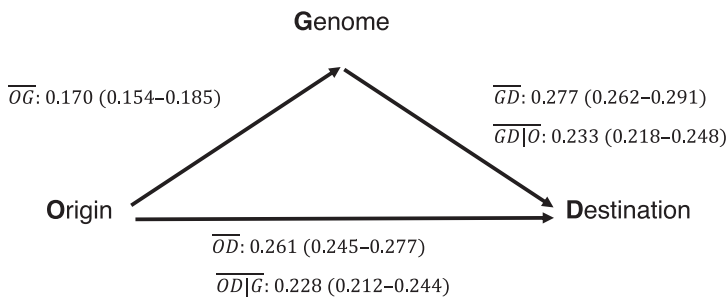 Genome
OG: 0.170 (0.154–0.185)
GD: 0.277 (0.262–0.291)
GD|O: 0.233 (0.218–0.248)
Origin
Destination
OD: 0.261 (0.245–0.277)
OD|G: 0.228 (0.212–0.244)